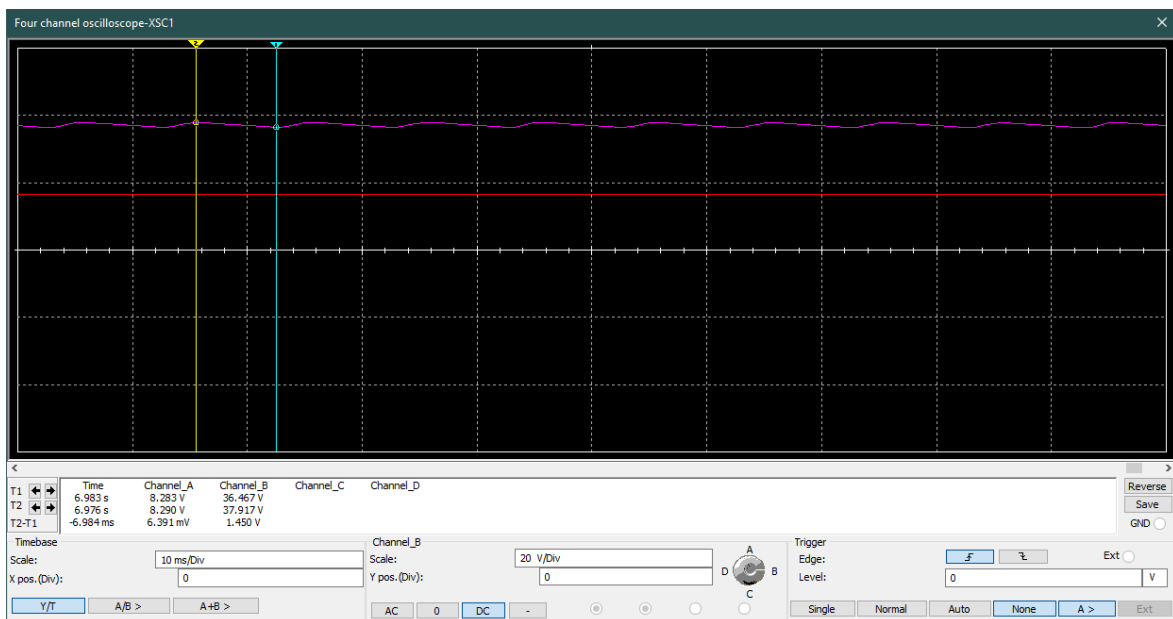 Four channel oscilloscope-XSC1
2
1
Time Channel_A Channel_B Channel_C Channel_D
T1 6.983 s 8.283 V 36.467 V
T2 6.976 s 8.290 V 37.917 V
T2-T1 -6.984 ms 6.391 mV 1.450 V
Reverse
Save
GND
Timebase
Scale: 10 ms/Div
X pos.(Div): 0
Y/T A/B > A+B >
Channel_B
Scale: 20 V/Div
Y pos.(Div): 0
AC 0 DC -
A
D B
C
Trigger
Edge: Ext
Level: 0 V
Single Normal Auto None A > Ext